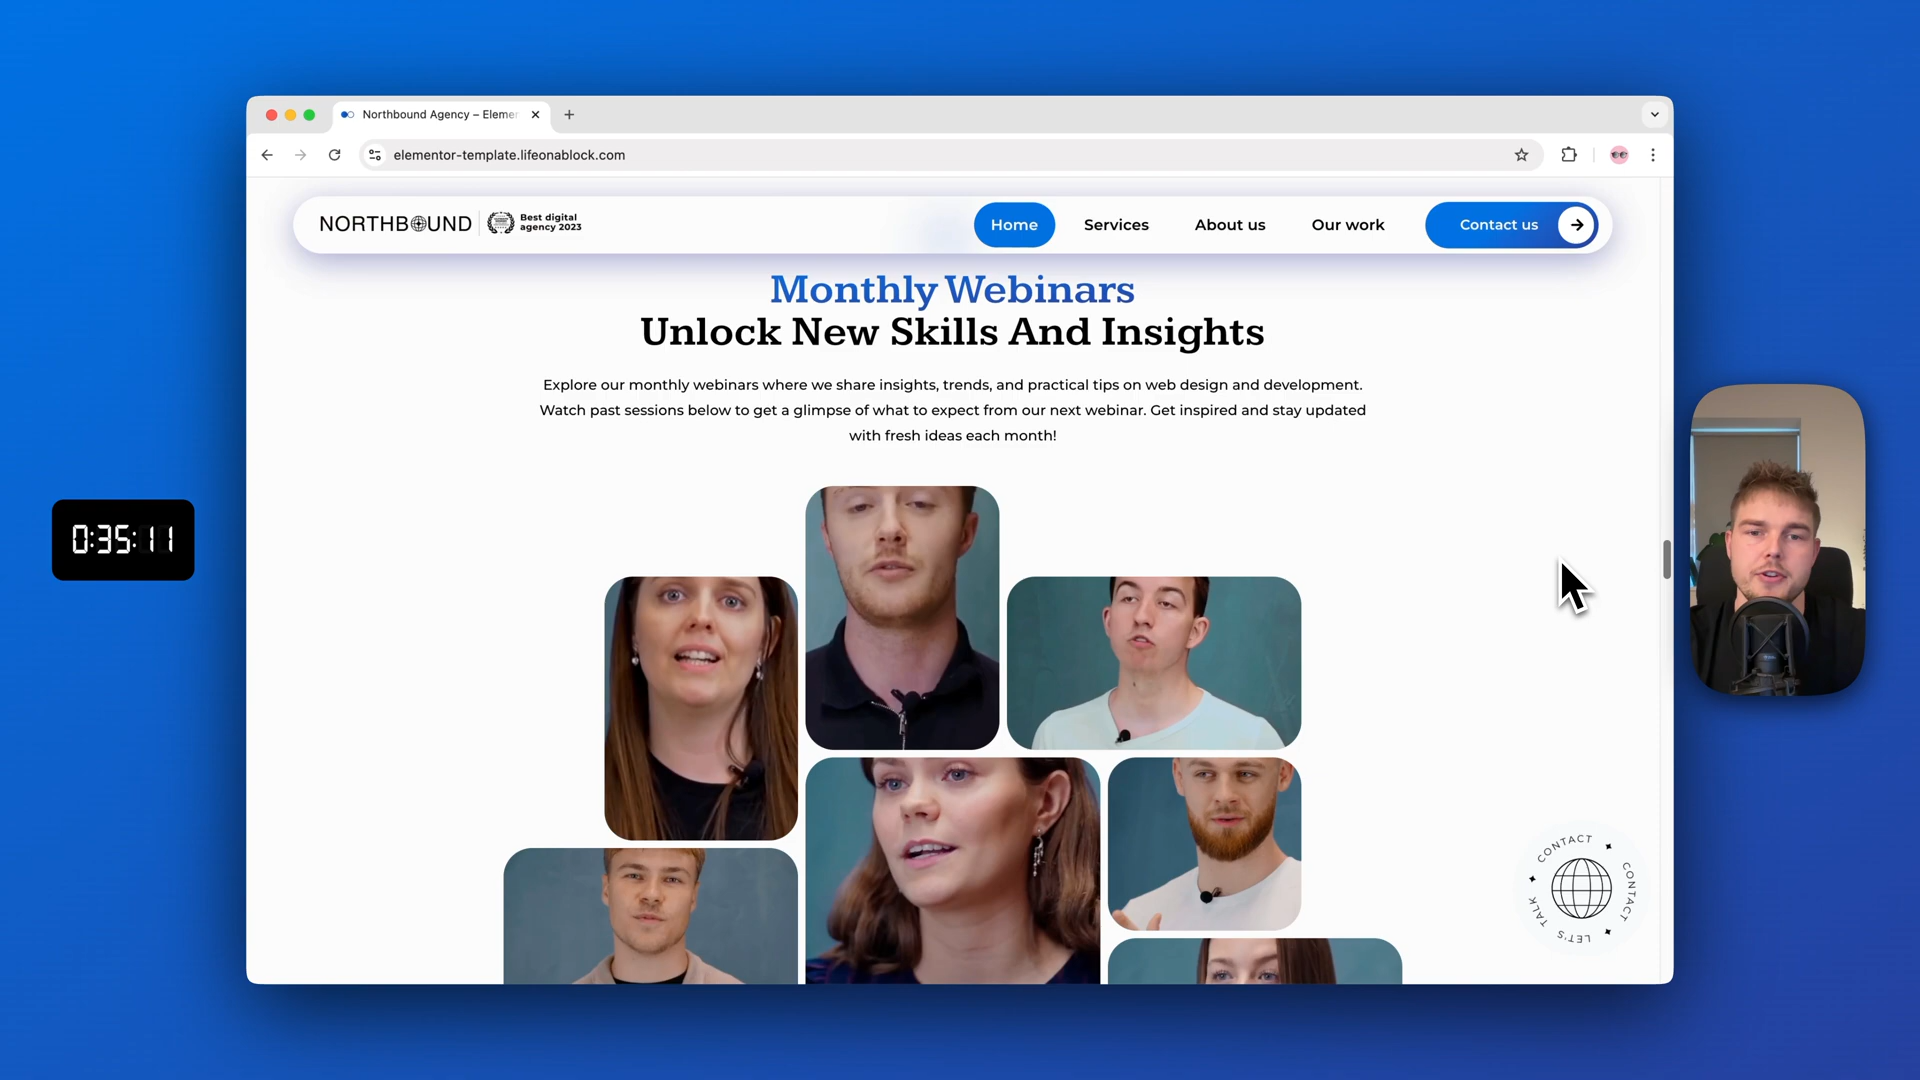 Northbound Agency – Elemen
elementor-template.lifeonablock.com
NORTHBOUND
Best digital
agency 2023
Home
Services
About us
Our work
Contact us
Monthly Webinars
Unlock New Skills And Insights
Explore our monthly webinars where we share insights, trends, and practical tips on web design and development.
Watch past sessions below to get a glimpse of what to expect from our next webinar. Get inspired and stay updated
with fresh ideas each month!
0:35:11
CONTACT ✦ CONTACT ✦ LET'S TALK ✦